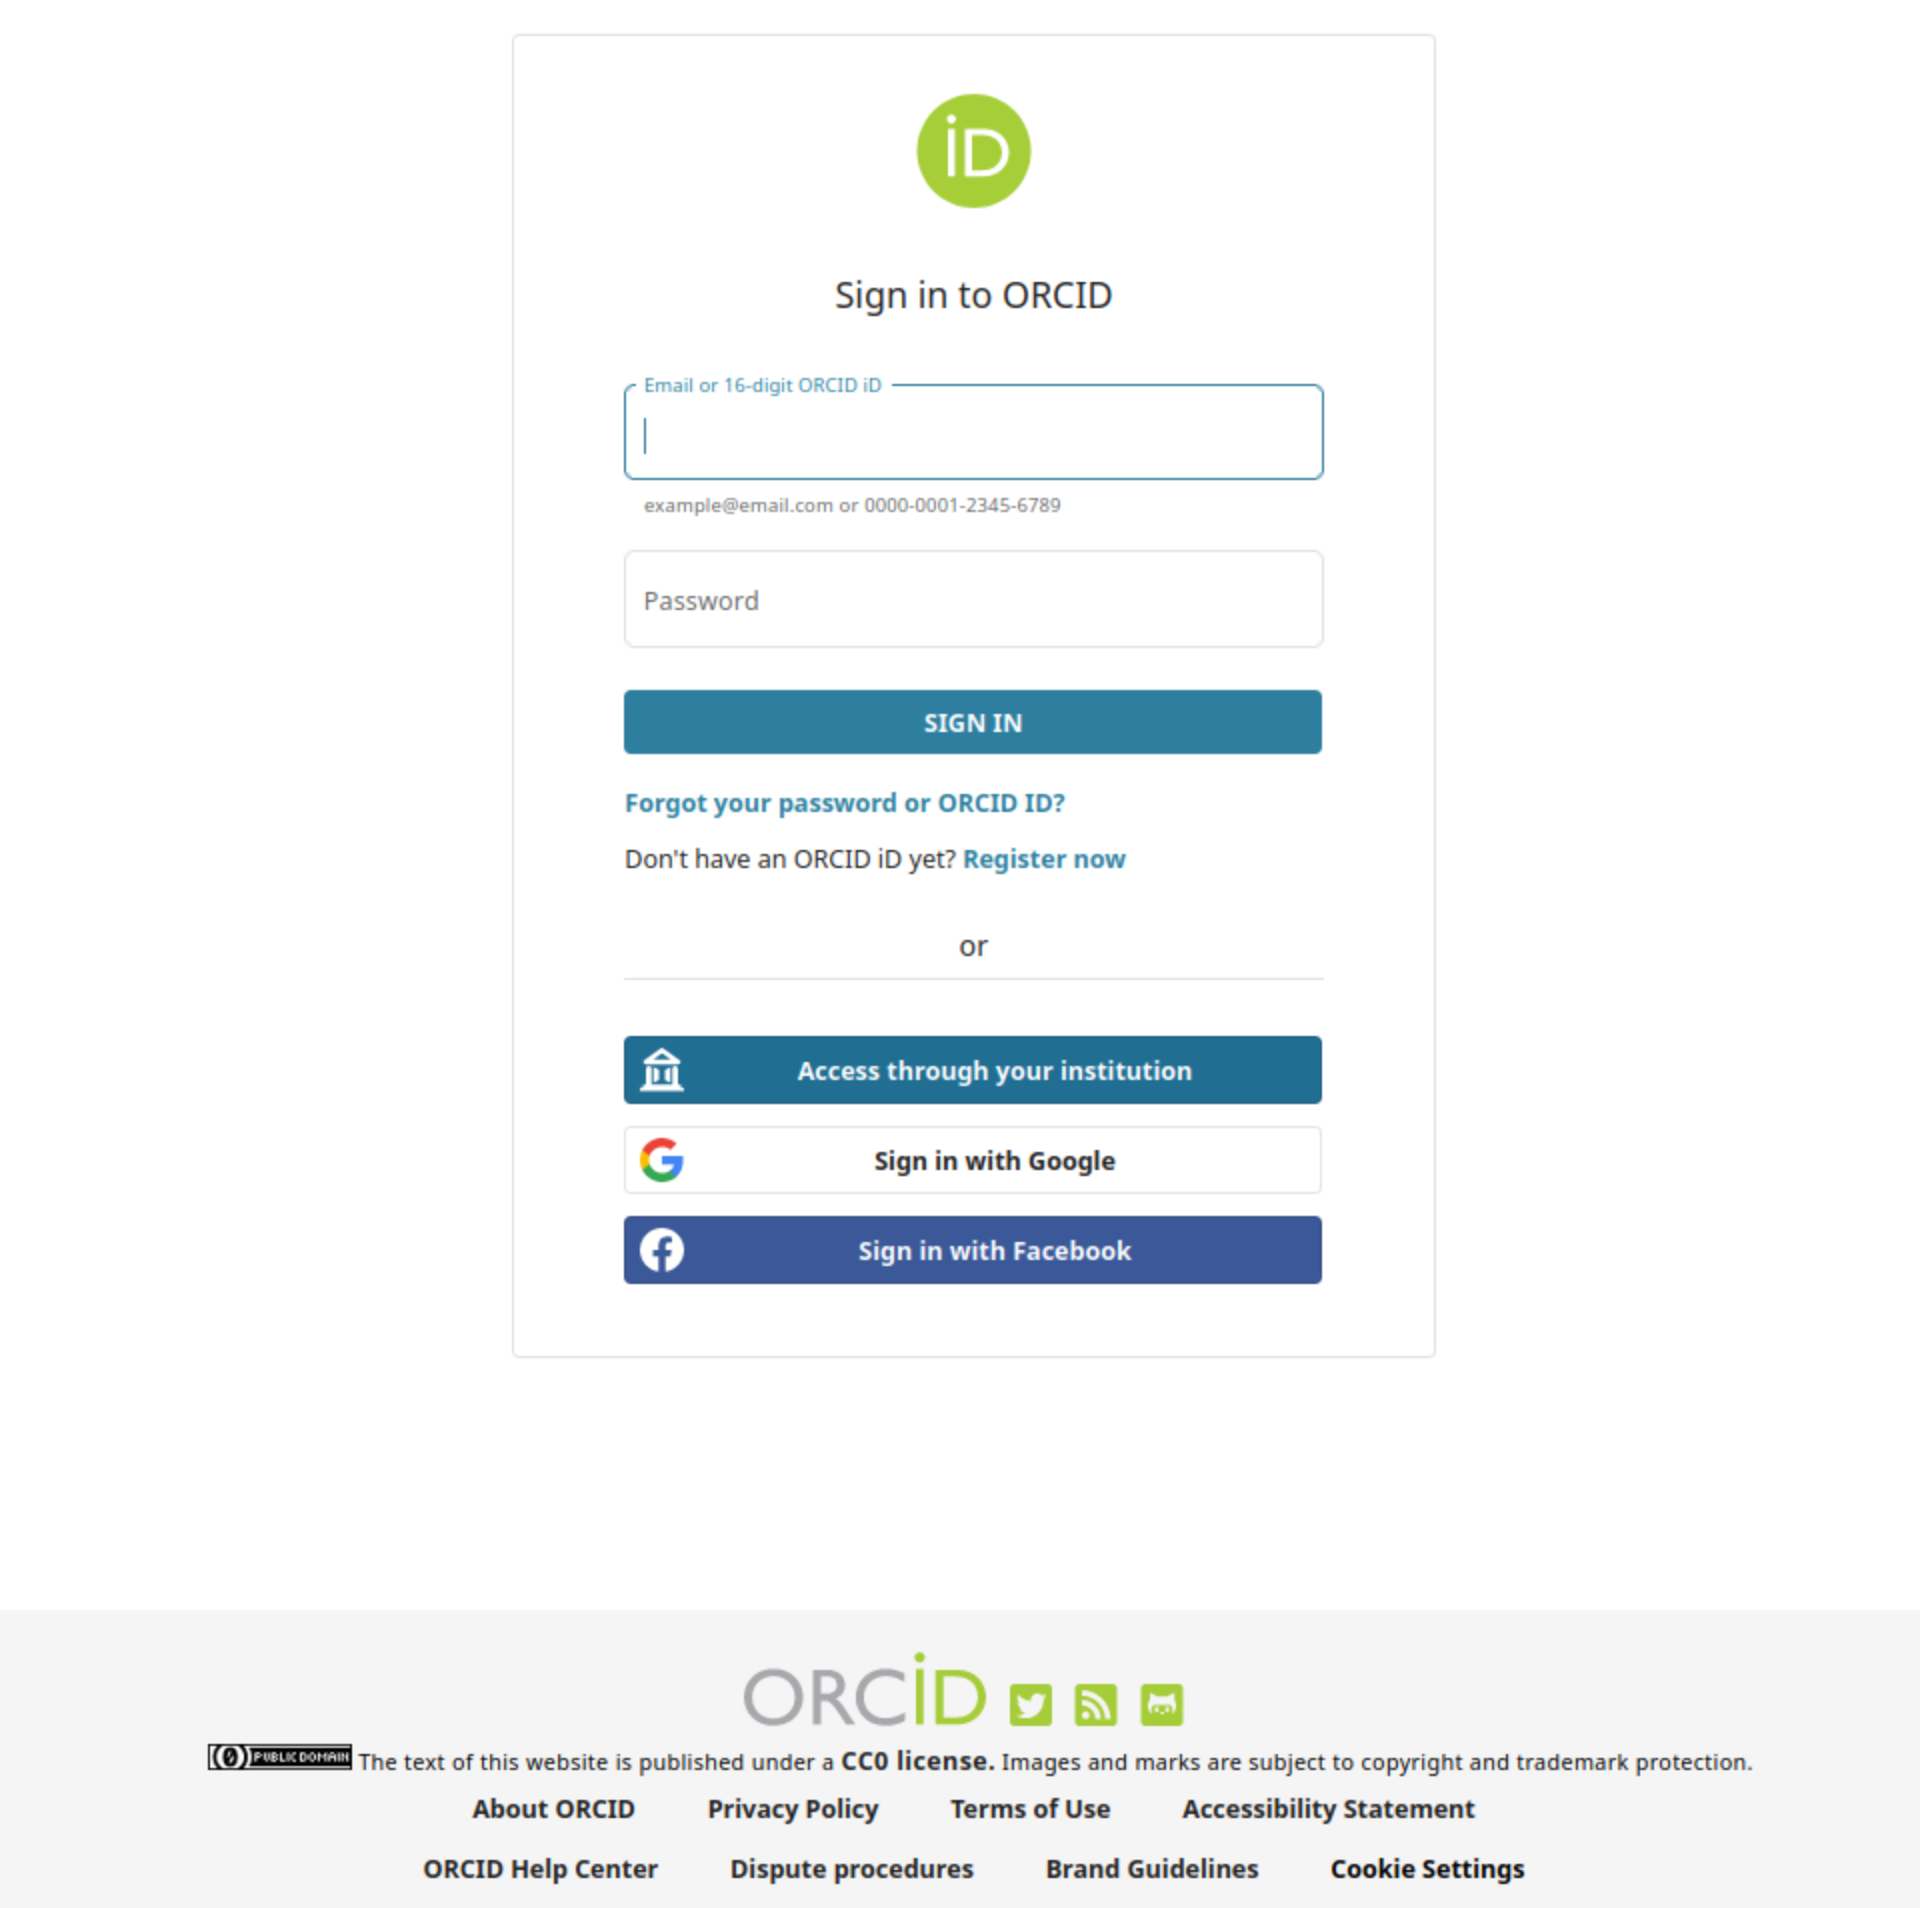 iD
Sign in to ORCID
Email or 16-digit ORCID iD
example@email.com or 0000-0001-2345-6789
Password
SIGN IN
Forgot your password or ORCID ID?
Don't have an ORCID iD yet? Register now
or
Access through your institution
Sign in with Google
Sign in with Facebook
ORCiD
PUBLIC DOMAIN The text of this website is published under a CC0 license. Images and marks are subject to copyright and trademark protection.
About ORCID Privacy Policy Terms of Use Accessibility Statement
ORCID Help Center Dispute procedures Brand Guidelines Cookie Settings